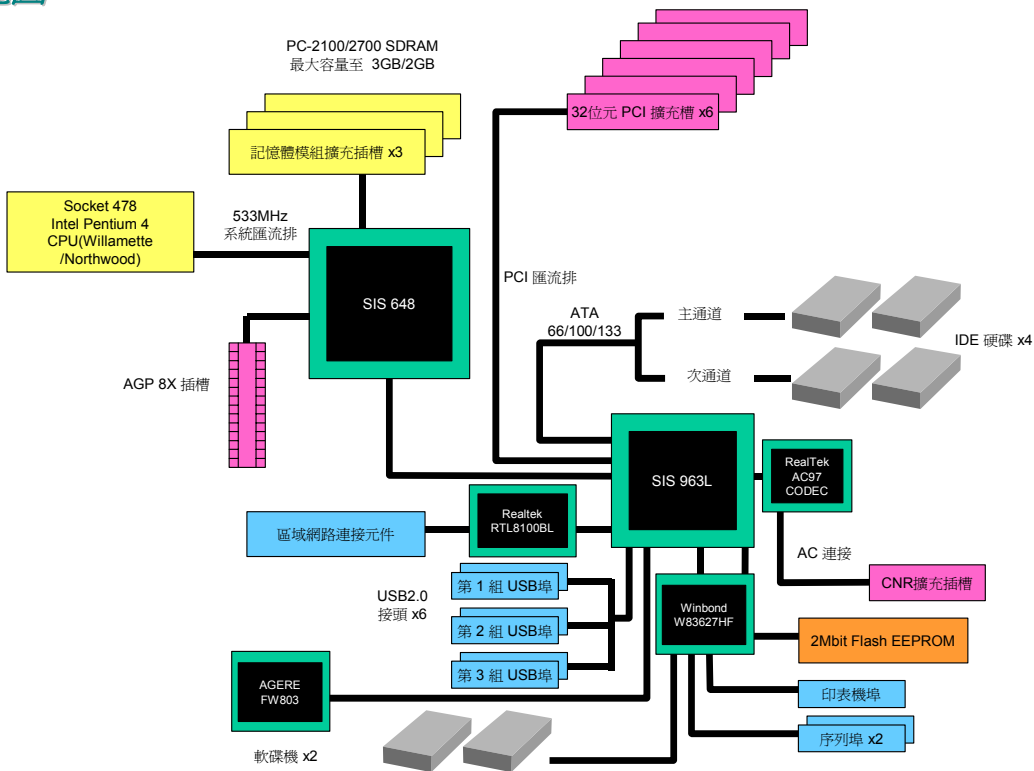 PC-2100/2700 SDRAM
最大容量至 3GB/2GB
32位元 PCI 擴充槽 x6
記憶體模組擴充插槽 x3
Socket 478
Intel Pentium 4
CPU(Willamette
/Northwood)
533MHz
系統匯流排
SIS 648
PCI 匯流排
ATA
66/100/133
主通道
次通道
IDE 硬碟 x4
AGP 8X 插槽
SIS 963L
RealTek
AC97
CODEC
Realtek
RTL8100BL
區域網路連接元件
AC 連接
CNR擴充插槽
USB2.0
接頭 x6
第 1 組 USB埠
第 2 組 USB埠
第 3 組 USB埠
Winbond
W83627HF
2Mbit Flash EEPROM
AGERE
FW803
印表機埠
序列埠 x2
軟碟機 x2